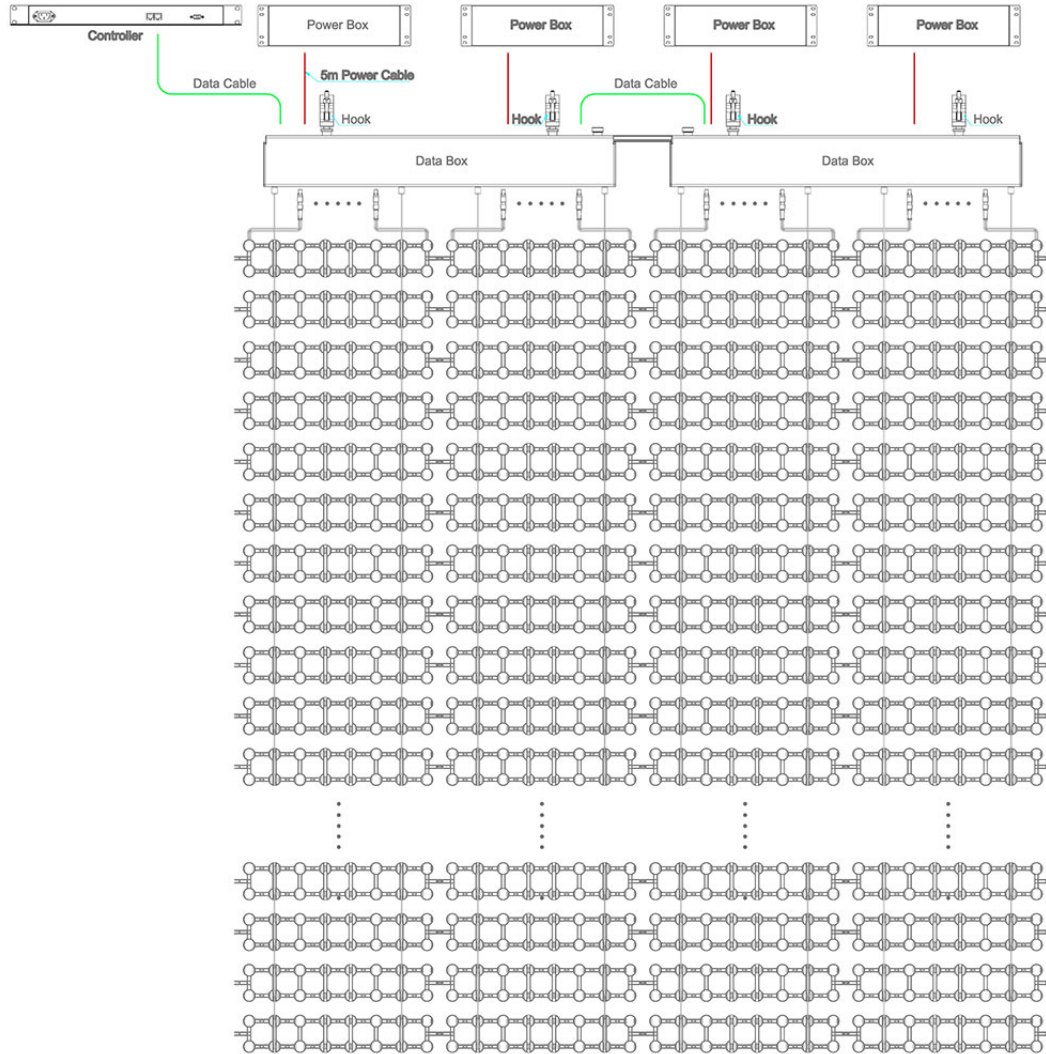 Power Box
Power Box
Power Box
Power Box
Controller
5m Power Cable
Data Cable
Data Cable
Hook
Hook
Hook
Hook
Data Box
Data Box